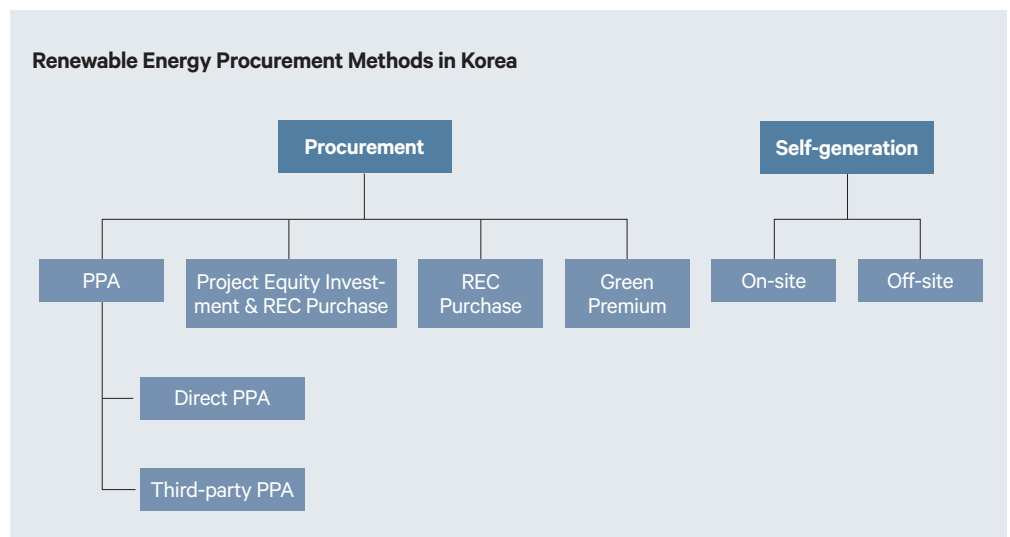 Renewable Energy Procurement Methods in Korea
Procurement
Self-generation
PPA
Project Equity Invest-
ment & REC Purchase
REC
Purchase
Green
Premium
On-site
Off-site
Direct PPA
Third-party PPA